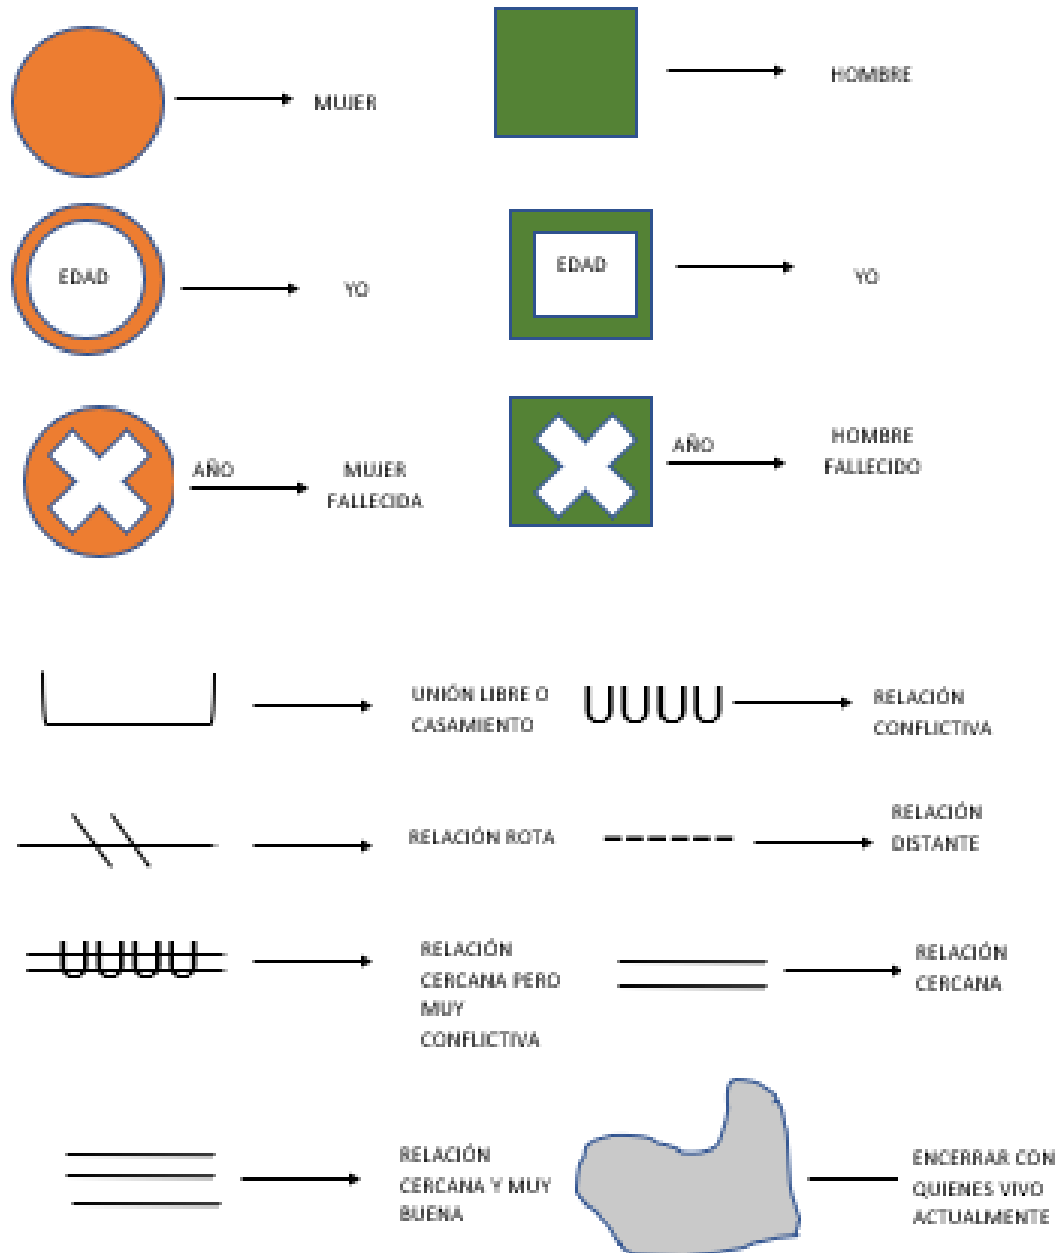 MUJER
HOMBRE
EDAD
YO
EDAD
YO
AÑO
MUJER
FALLECIDA
AÑO
HOMBRE
FALLECIDO
UNIÓN LIBRE O
CASAMIENTO
RELACIÓN
CONFLICTIVA
RELACIÓN ROTA
RELACIÓN
DISTANTE
RELACIÓN
CERCANA PERO
MUY
CONFLICTIVA
RELACIÓN
CERCANA
RELACIÓN
CERCANA Y MUY
BUENA
ENCERRAR CON
QUIENES VIVO
ACTUALMENTE